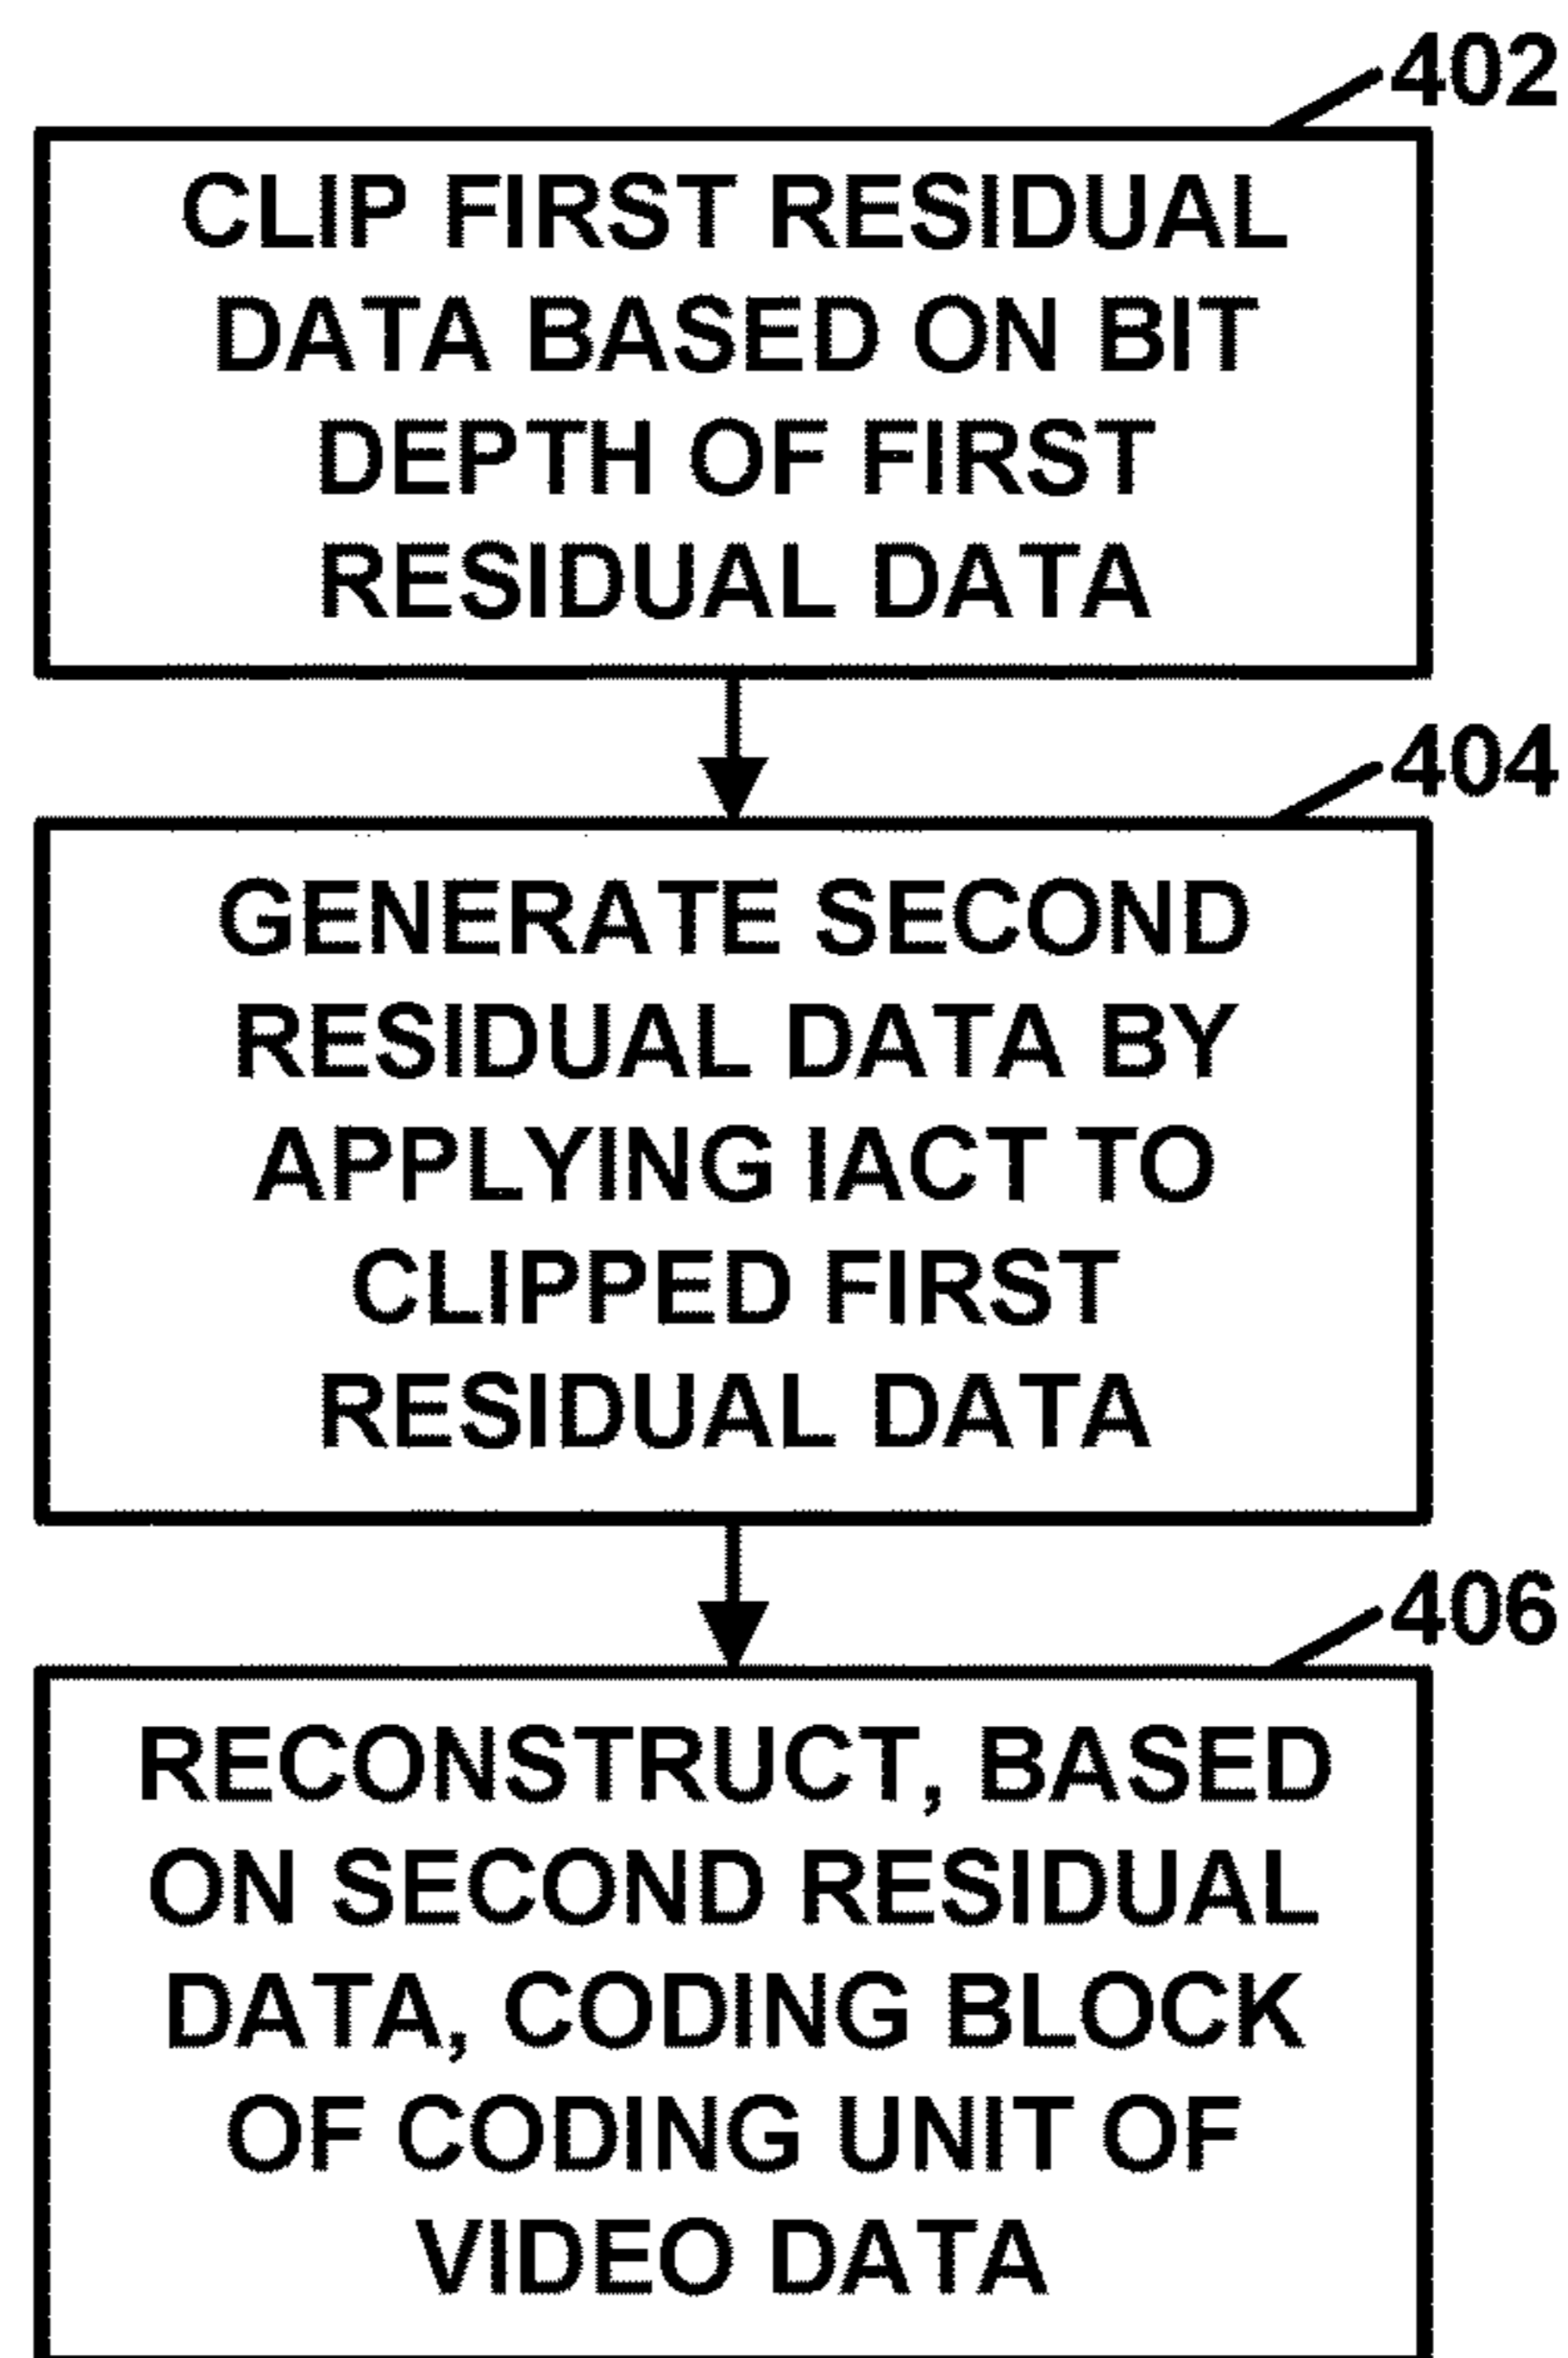 402
CLIP FIRST RESIDUAL
DATA BASED ON BIT
DEPTH OF FIRST
RESIDUAL DATA
404
GENERATE SECOND
RESIDUAL DATA BY
APPLYING IACT TO
CLIPPED FIRST
RESIDUAL DATA
406
RECONSTRUCT, BASED
ON SECOND RESIDUAL
DATA, CODING BLOCK
OF CODING UNIT OF
VIDEO DATA